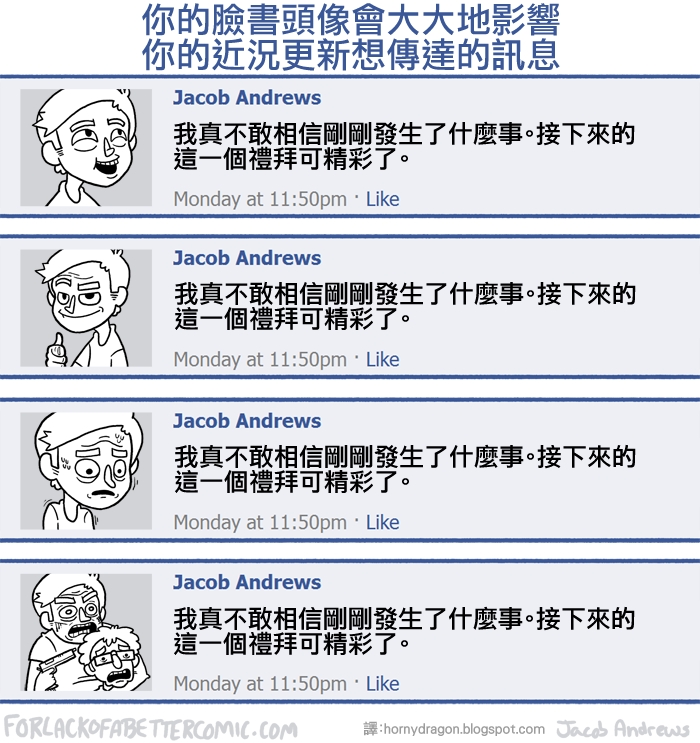 你的臉書頭像會大大地影響
你的近況更新想傳達的訊息
Jacob Andrews
我真不敢相信剛剛發生了什麼事。接下來的
這一個禮拜可精彩了。
Monday at 11:50pm · Like
Jacob Andrews
我真不敢相信剛剛發生了什麼事。接下來的
這一個禮拜可精彩了。
Monday at 11:50pm · Like
Jacob Andrews
我真不敢相信剛剛發生了什麼事。接下來的
這一個禮拜可精彩了。
Monday at 11:50pm · Like
Jacob Andrews
我真不敢相信剛剛發生了什麼事。接下來的
這一個禮拜可精彩了。
Monday at 11:50pm · Like
FORLACKOFABETTERCOMIC.COM 譯:hornydragon.blogspot.com Jacob Andrews